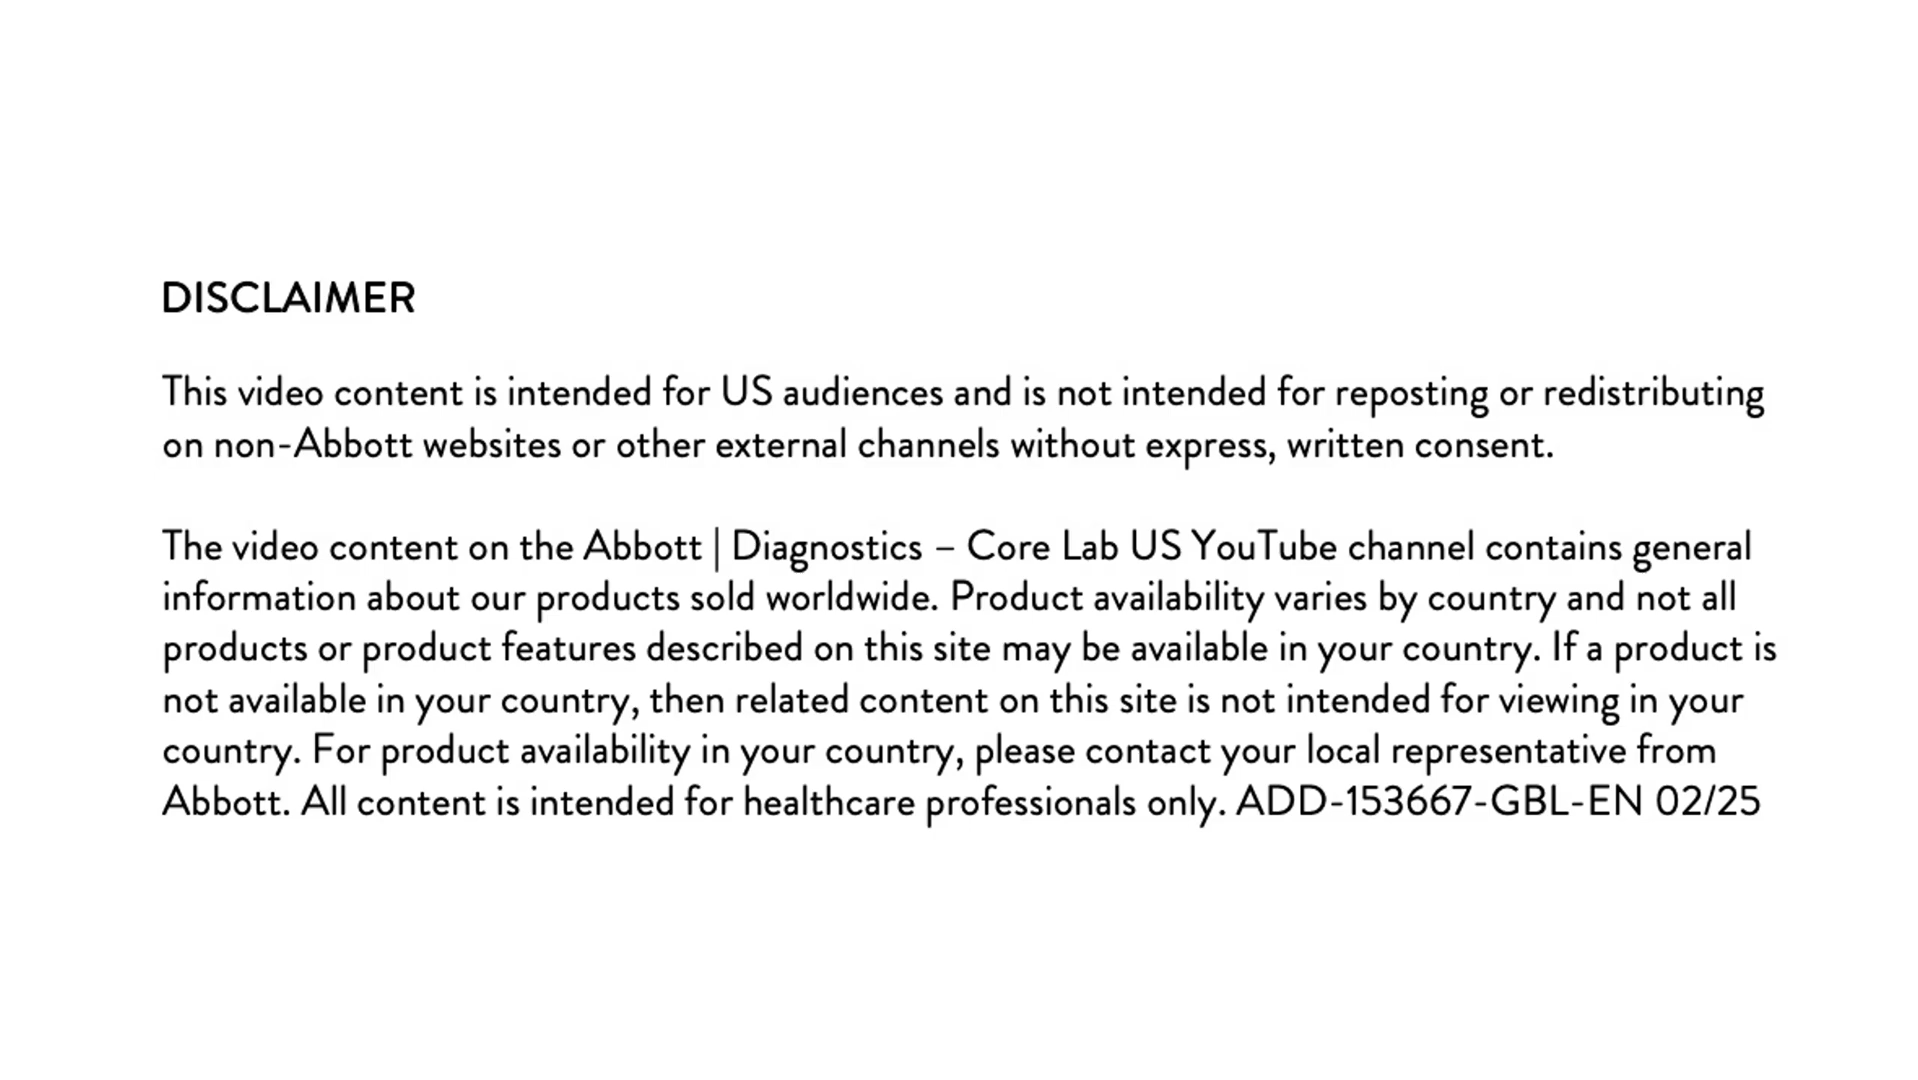 DISCLAIMER
This video content is intended for US audiences and is not intended for reposting or redistributing
on non-Abbott websites or other external channels without express, written consent.
The video content on the Abbott | Diagnostics – Core Lab US YouTube channel contains general
information about our products sold worldwide. Product availability varies by country and not all
products or product features described on this site may be available in your country. If a product is
not available in your country, then related content on this site is not intended for viewing in your
country. For product availability in your country, please contact your local representative from
Abbott. All content is intended for healthcare professionals only. ADD-153667-GBL-EN 02/25